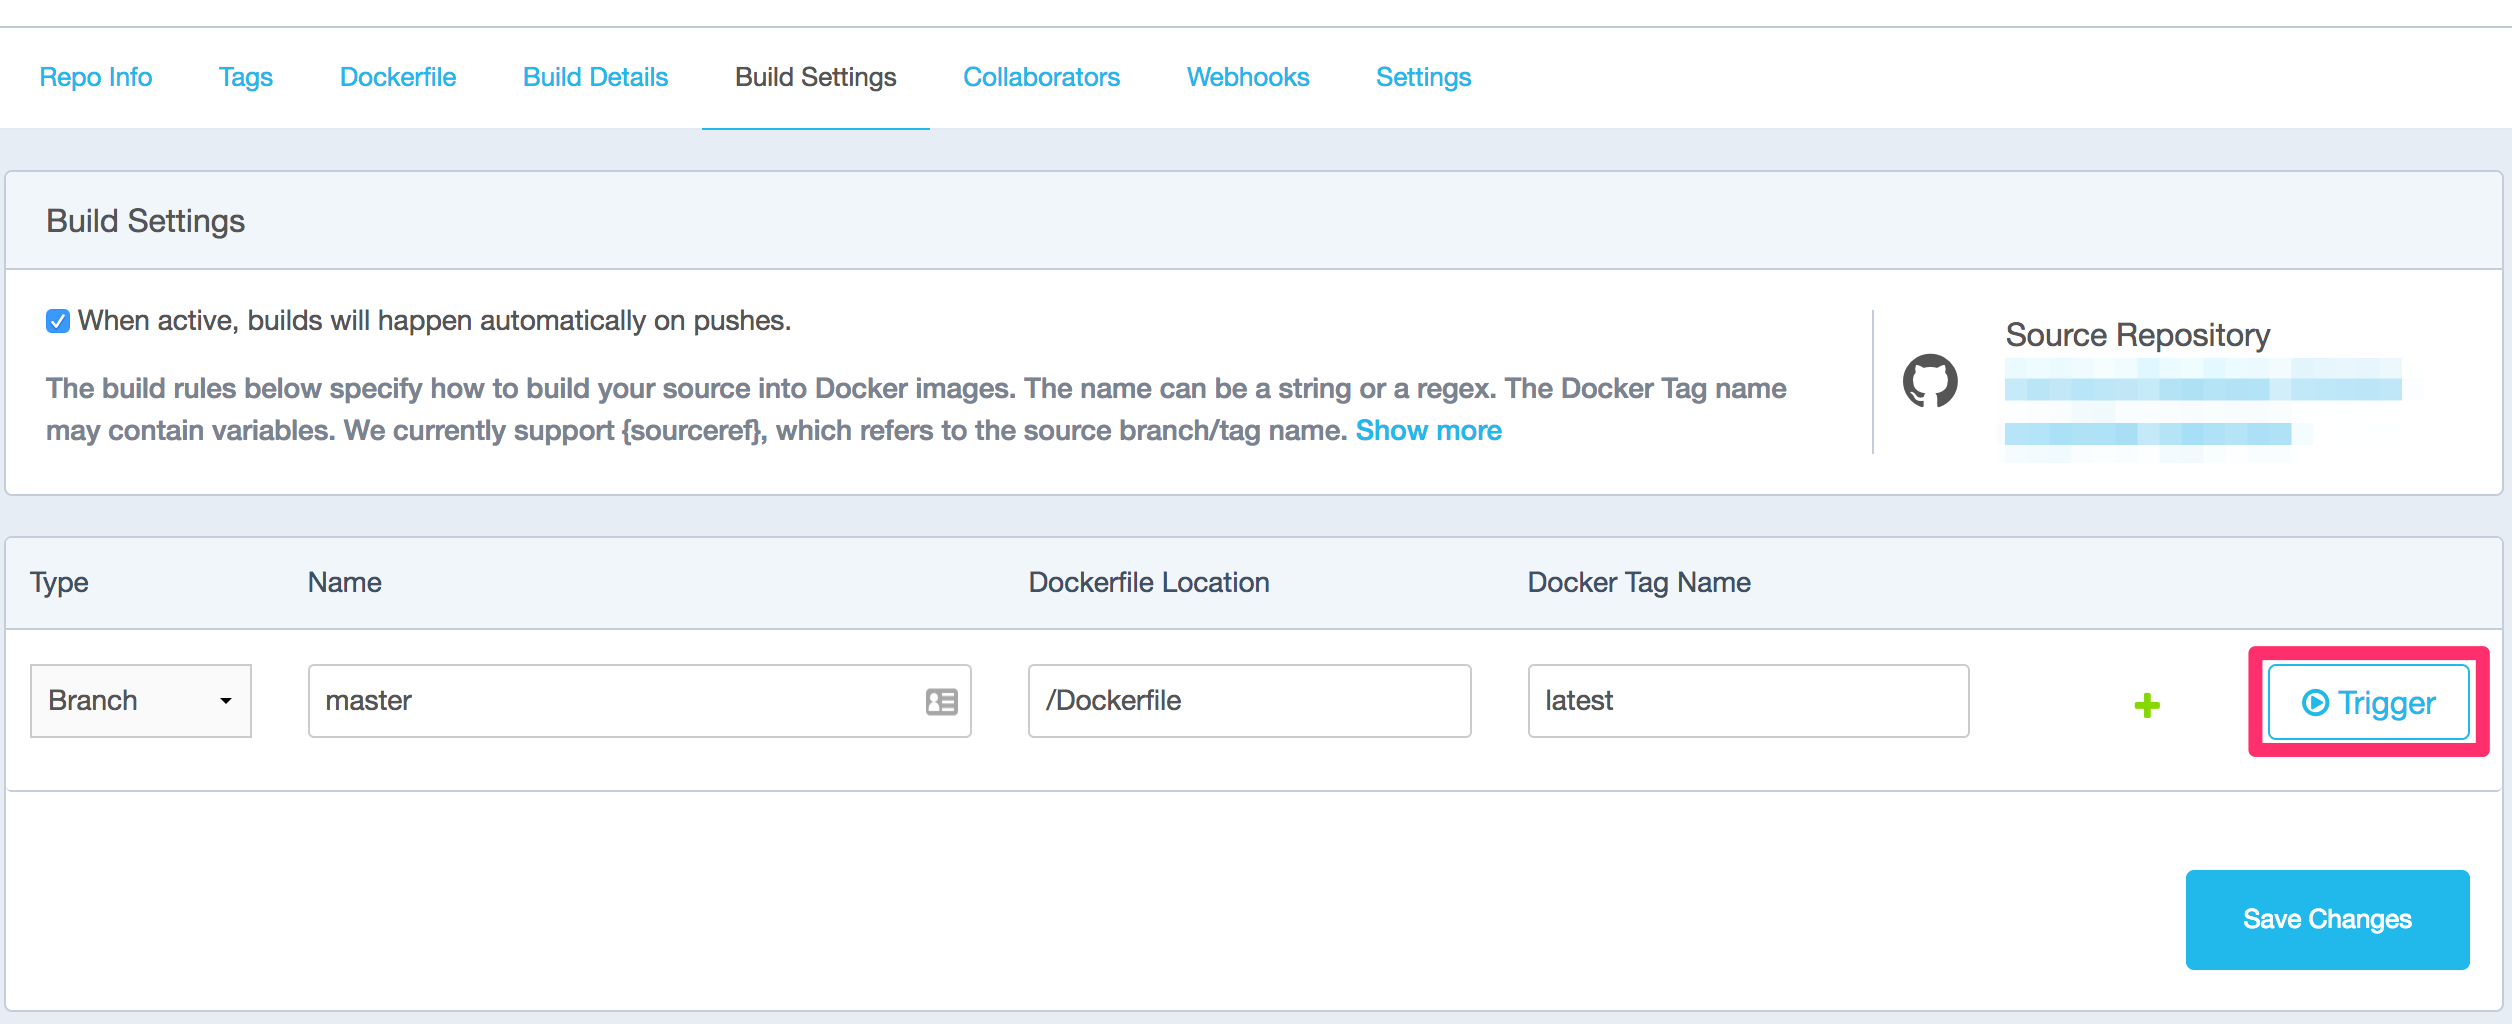 Repo Info Tags Dockerfile Build Details Build Settings Collaborators Webhooks Settings
Build Settings
When active, builds will happen automatically on pushes.
The build rules below specify how to build your source into Docker images. The name can be a string or a regex. The Docker Tag name
may contain variables. We currently support {sourceref}, which refers to the source branch/tag name. Show more
Source Repository
Type Name Dockerfile Location Docker Tag Name
Branch master /Dockerfile latest Trigger
Save Changes